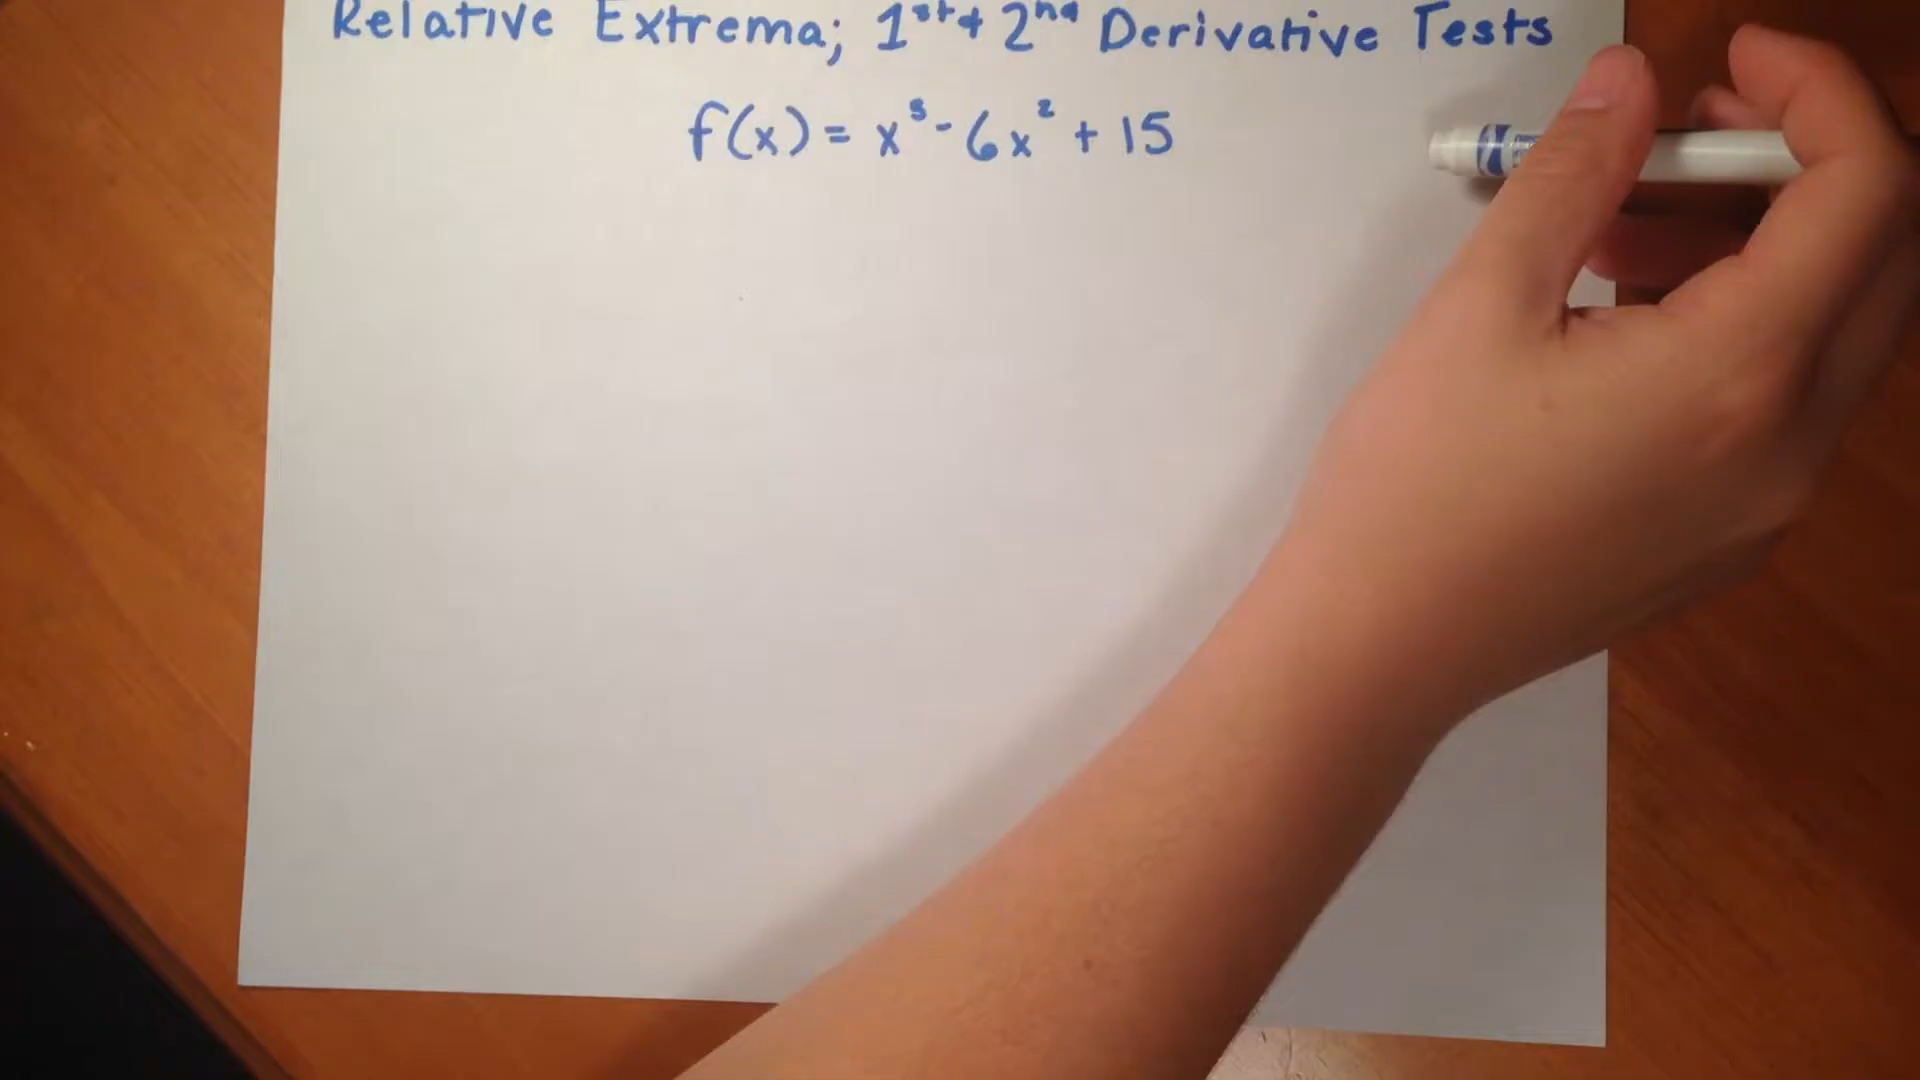 Relative Extrema; 1st + 2nd Derivative Tests
f(x) = x³ - 6x² + 15